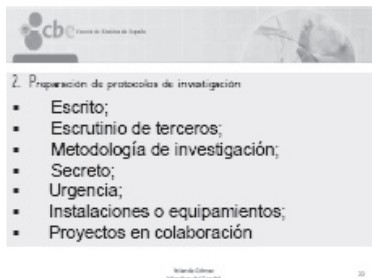 cbe
2. Preparación de protocolos de investigación
▪ Escrito;
▪ Escrutinio de terceros;
▪ Metodología de investigación;
▪ Secreto;
▪ Urgencia;
▪ Instalaciones o equipamientos;
▪ Proyectos en colaboración